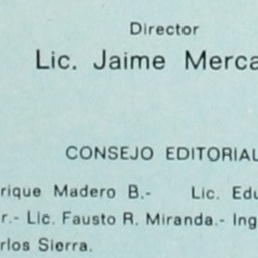 Director
Lic. Jaime Merca
CONSEJO EDITORIAL
rique Madero B.- Lic. Edu
r.- Lic. Fausto R. Miranda.- Ing
rlos Sierra.